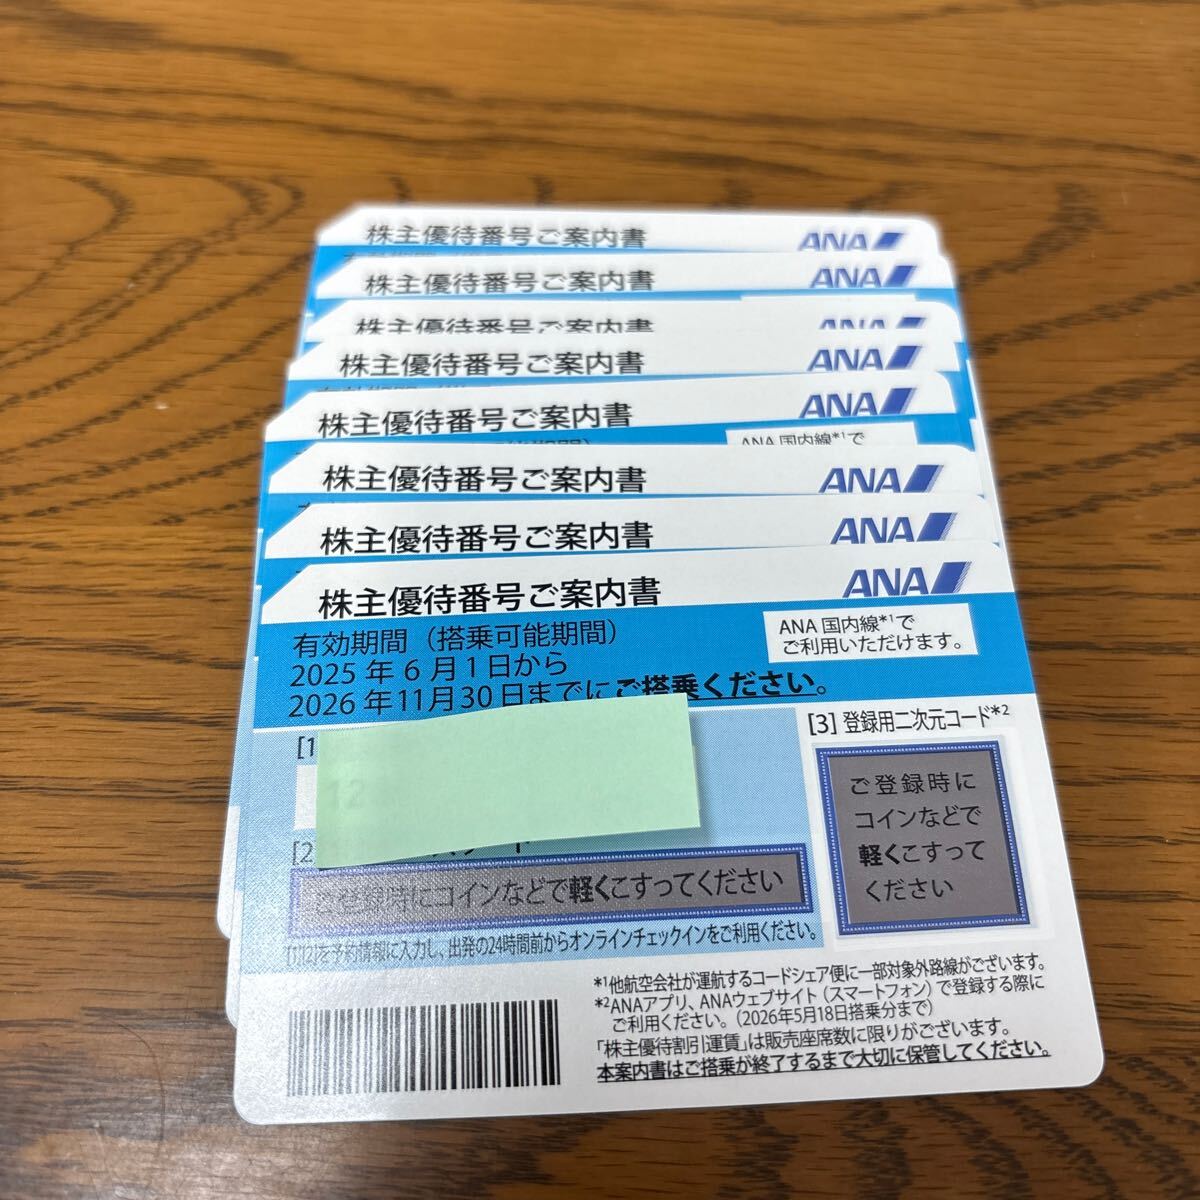 株主優待番号ご案内書 ANA
株主優待番号ご案内書 ANA
株主優待番号ご案内書 ANA
株主優待番号ご案内書 ANA
株主優待番号ご案内書 ANA
ANA 国内線*¹で
株主優待番号ご案内書 ANA
株主優待番号ご案内書 ANA
株主優待番号ご案内書 ANA
有効期間（搭乗可能期間）
2025 年 6 月 1 日から
2026 年 11月 30 日までにご搭乗ください。
ANA 国内線*¹で
ご利用いただけます。
[1
12
[2
[3] 登録用二次元コード*²
ご登録時に
コインなどで
軽くこすって
ください
ご登録時にコインなどで軽くこすってください
[1][2]を予約情報に入力し、出発の24時間前からオンラインチェックインをご利用ください。
*¹他航空会社が運航するコードシェア便に一部対象外路線がございます。
*²ANAアプリ、ANAウェブサイト（スマートフォン）で登録する際に
ご利用ください。（2026年5月18日搭乗分まで）
「株主優待割引運賃」は販売座席数に限りがございます。
本案内書はご搭乗が終了するまで大切に保管してください。